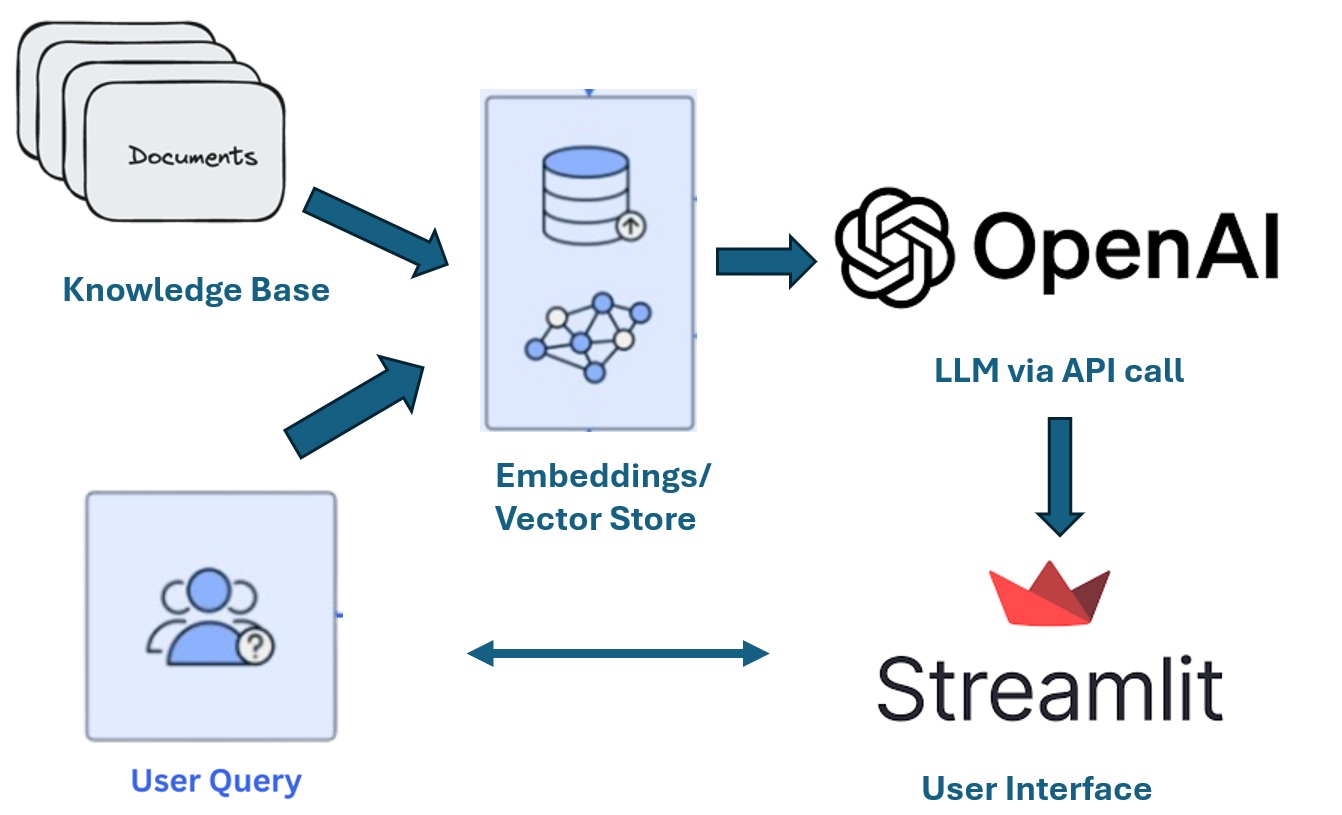 Documents
Knowledge Base
OpenAI
LLM via API call
Embeddings/
Vector Store
?
User Query
Streamlit
User Interface